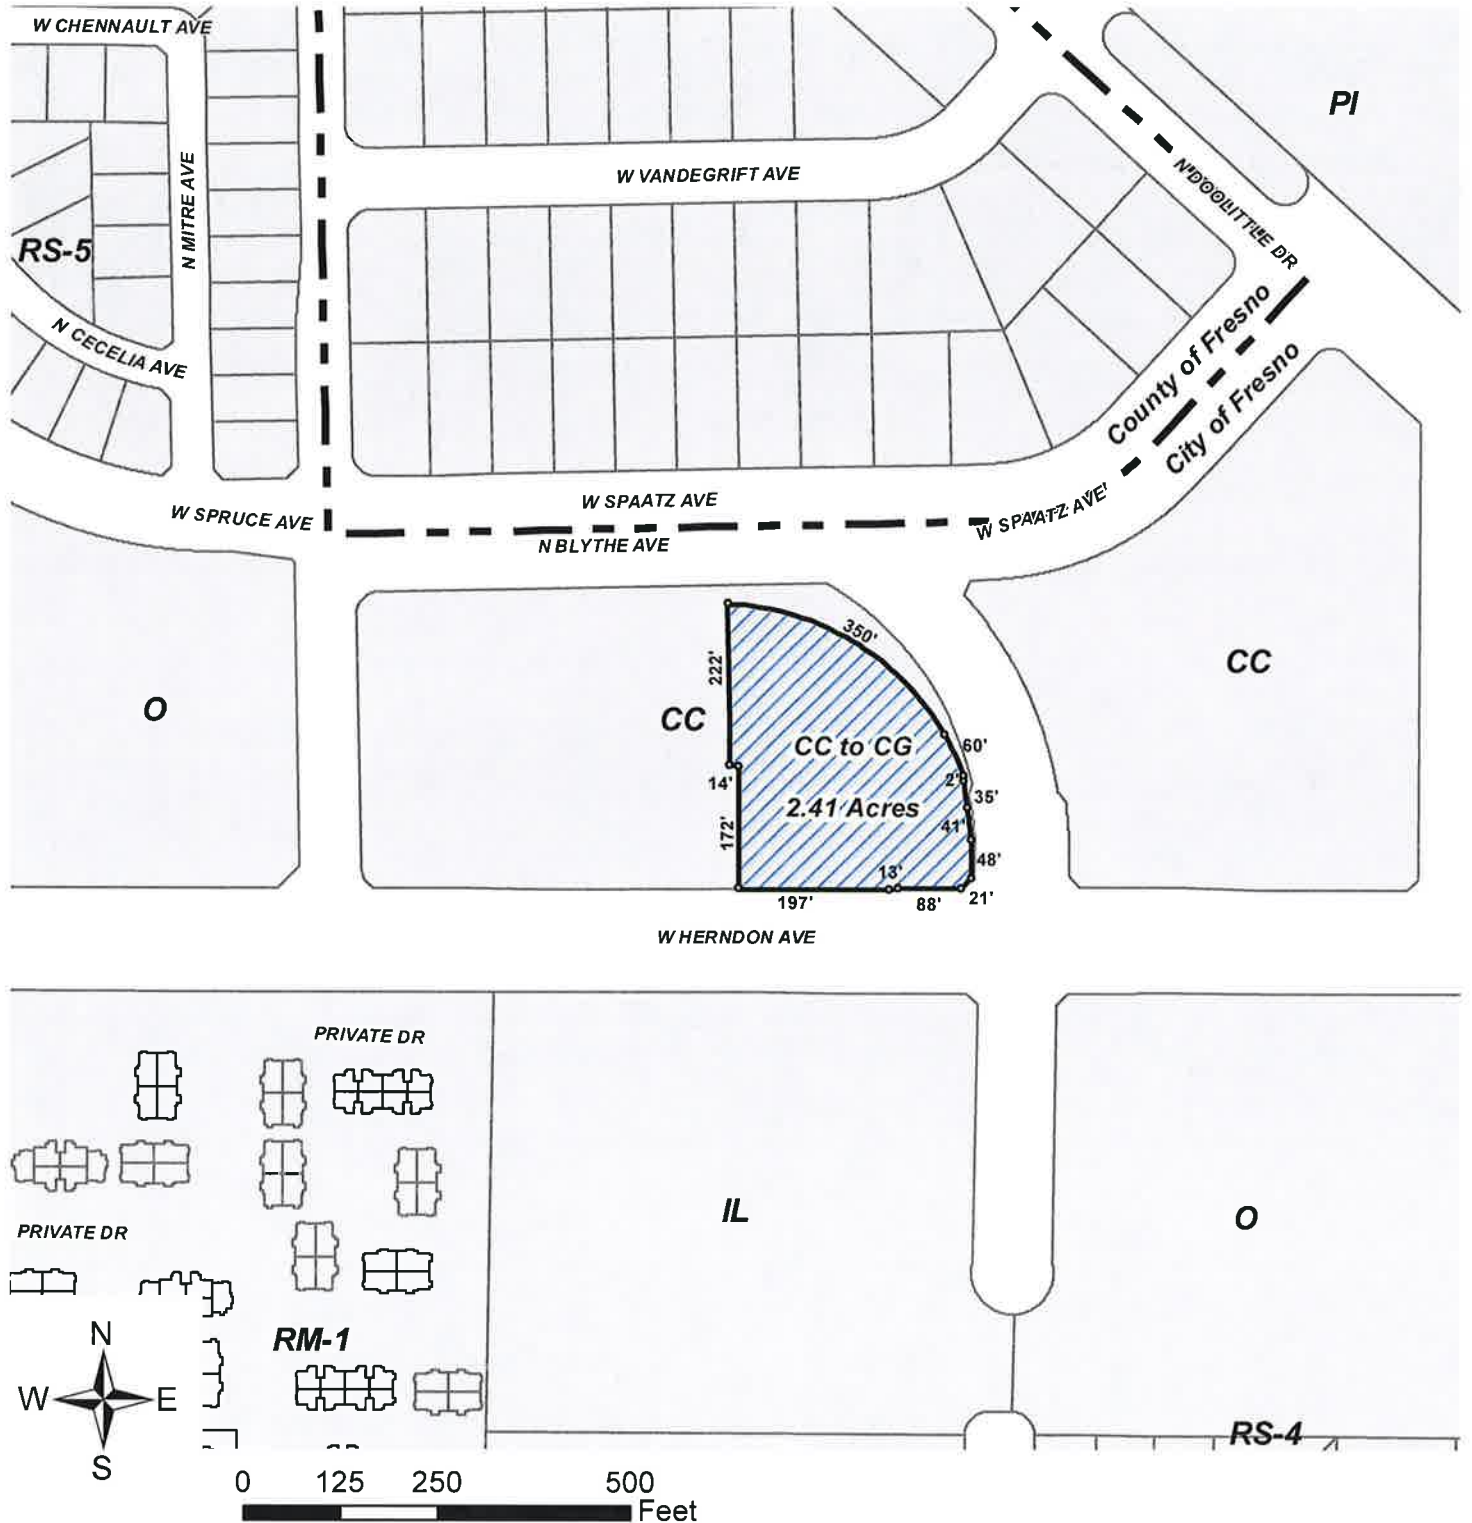 W CHENNAULT AVE
PI
N MITRE AVE
W VANDEGRIFT AVE
N DOOLITTLE DR
RS-5
N CECELIA AVE
County of Fresno
City of Fresno
W SPRUCE AVE
W SPAATZ AVE
W SPAATZ AVE
N BLYTHE AVE
350'
222'
O
CC
CC
CC to CG
60'
14'
2'
35'
2.41 Acres
41'
172'
48'
13'
197'
88'
21'
W HERNDON AVE
PRIVATE DR
IL
O
PRIVATE DR
RM-1
N
W
E
S
RS-4
0 125 250 500
Feet